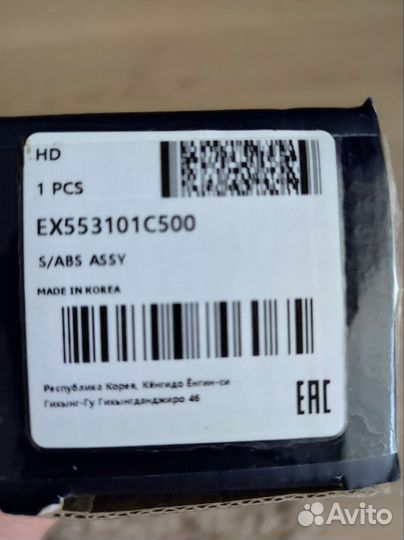 HD
1 PCS
EX553101C500
S/ABS ASSY
MADE IN KOREA
Республика Корея, Кёнгидо Ёнгин-си
Гихынг-Гу Гихынгданджиро 46
EAC
Avito